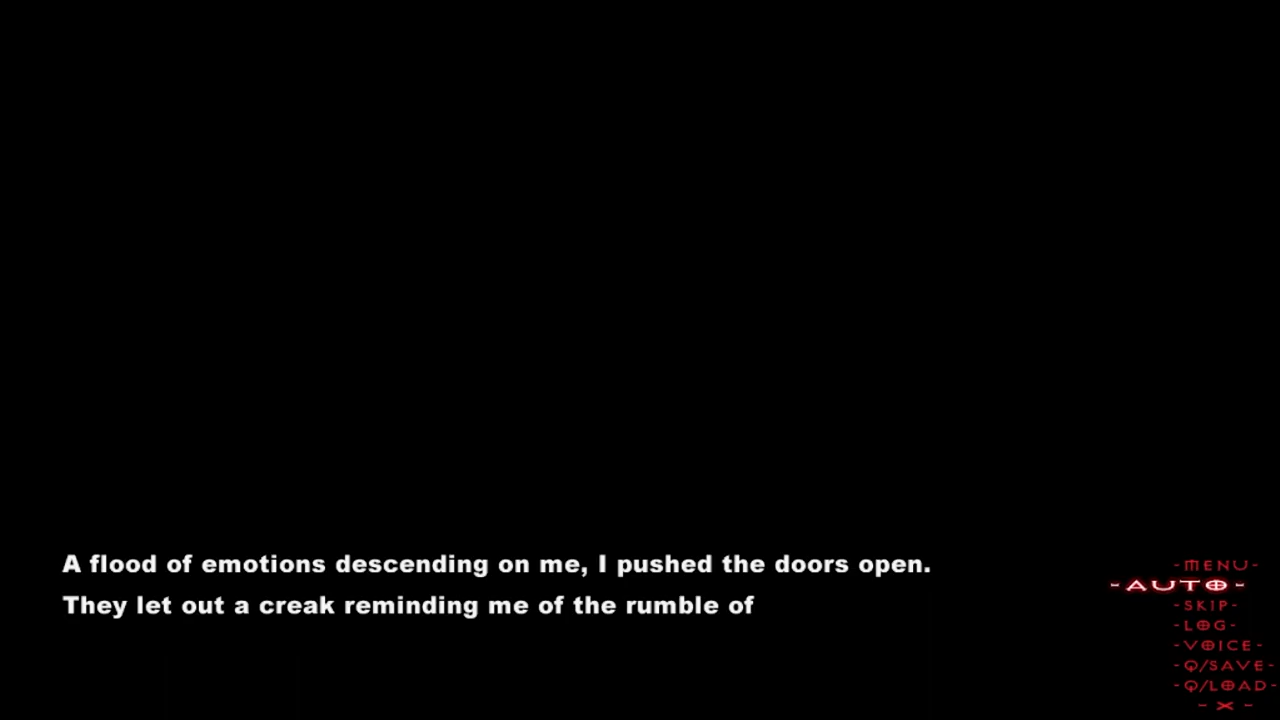 A flood of emotions descending on me, I pushed the doors open.
They let out a creak reminding me of the rumble of
-MENU-
-AUTO-
-SKIP-
-LOG-
-VOICE-
-Q/SAVE-
-Q/LOAD-
-X-